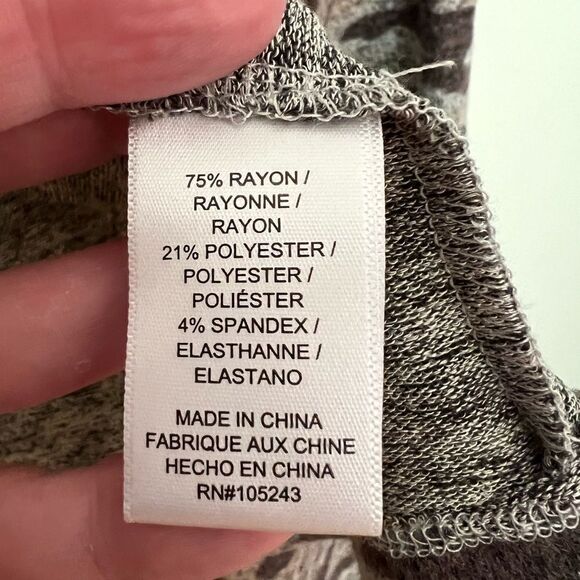 75% RAYON /
RAYONNE /
RAYON
21% POLYESTER /
POLYESTER /
POLIÉSTER
4% SPANDEX /
ELASTHANNE /
ELASTANO
MADE IN CHINA
FABRIQUE AUX CHINE
HECHO EN CHINA
RN#105243